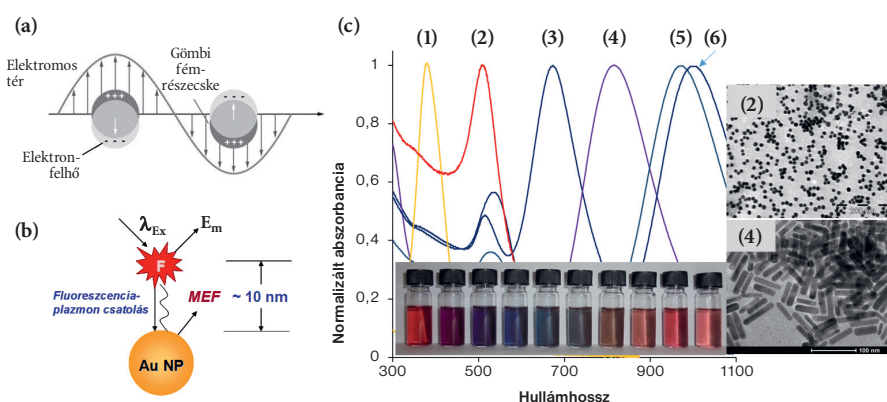 (a)
Elektromos
tér
Gömbi
fém-
részecske
+++
- - -
- - -
+++
Elektron-
felhő
(b)
λEx
Em
F
Fluoreszcencia-
plazmon csatolás
MEF
~ 10 nm
Au NP
(c)
(1)
(2)
(3)
(4)
(5)
(6)
Normalizált abszorbancia
1
0,8
0,6
0,4
0,2
0
300
500
700
900
1100
Hullámhossz
(2)
(4)
100 nm